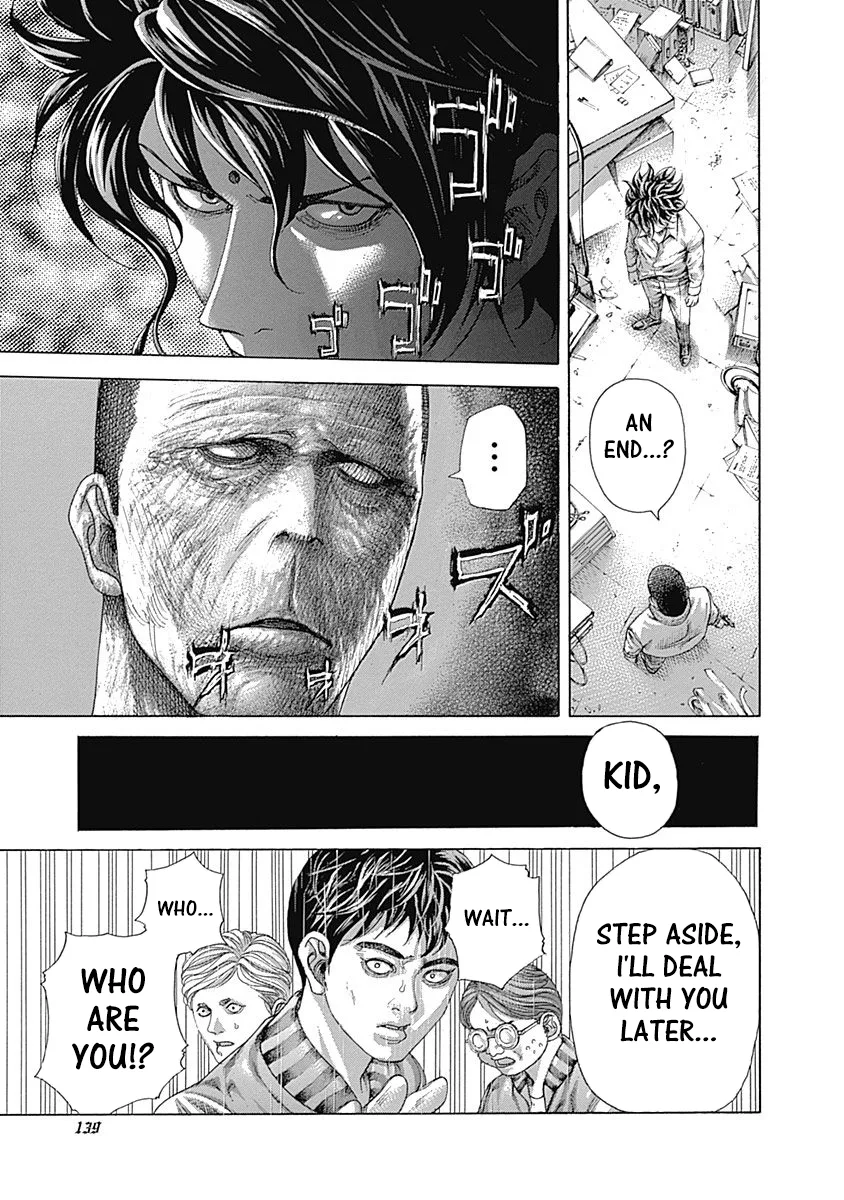 AN
END...?
ゴ
ゴ
ゴ
ゴ
ゴ
...
オ
オ
オ
ズ
KID,
STEP ASIDE,
I'LL DEAL
WITH YOU
LATER...
WAIT...
WHO...
WHO
ARE
YOU!?
139